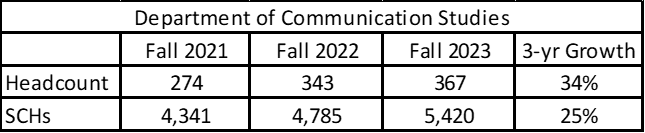 Department of Communication Studies
Fall 2021 Fall 2022 Fall 2023 3-yr Growth
Headcount 274 343 367 34%
SCHs 4,341 4,785 5,420 25%